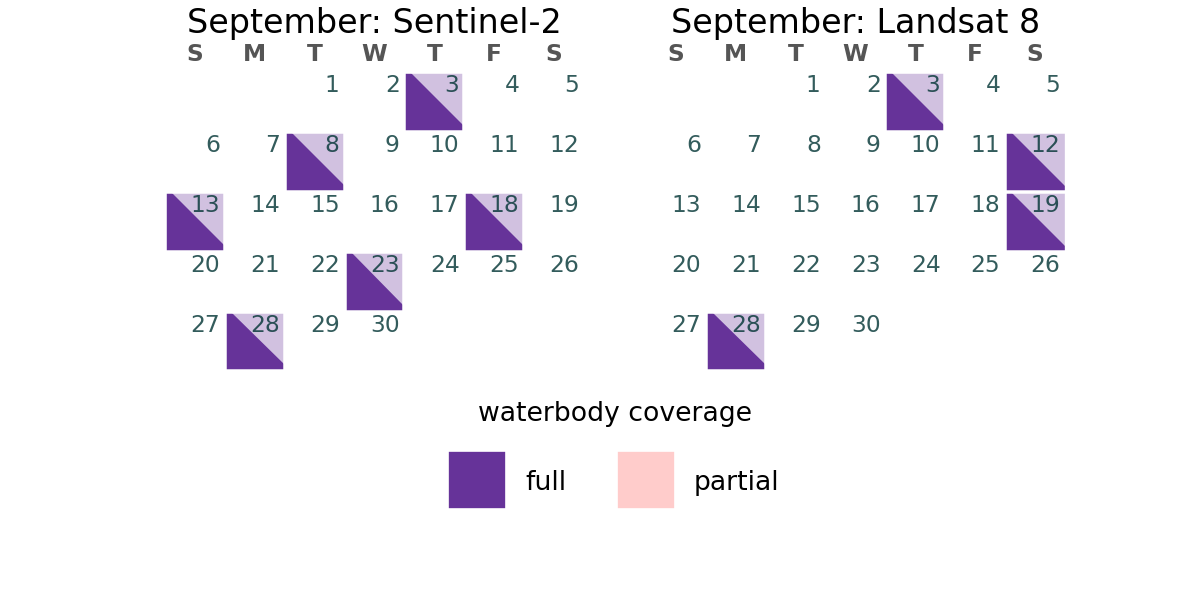 September: Sentinel-2
S M T W T F S
1 2 3 4 5
6 7 8 9 10 11 12
13 14 15 16 17 18 19
20 21 22 23 24 25 26
27 28 29 30
September: Landsat 8
S M T W T F S
1 2 3 4 5
6 7 8 9 10 11 12
13 14 15 16 17 18 19
20 21 22 23 24 25 26
27 28 29 30
waterbody coverage
full
partial